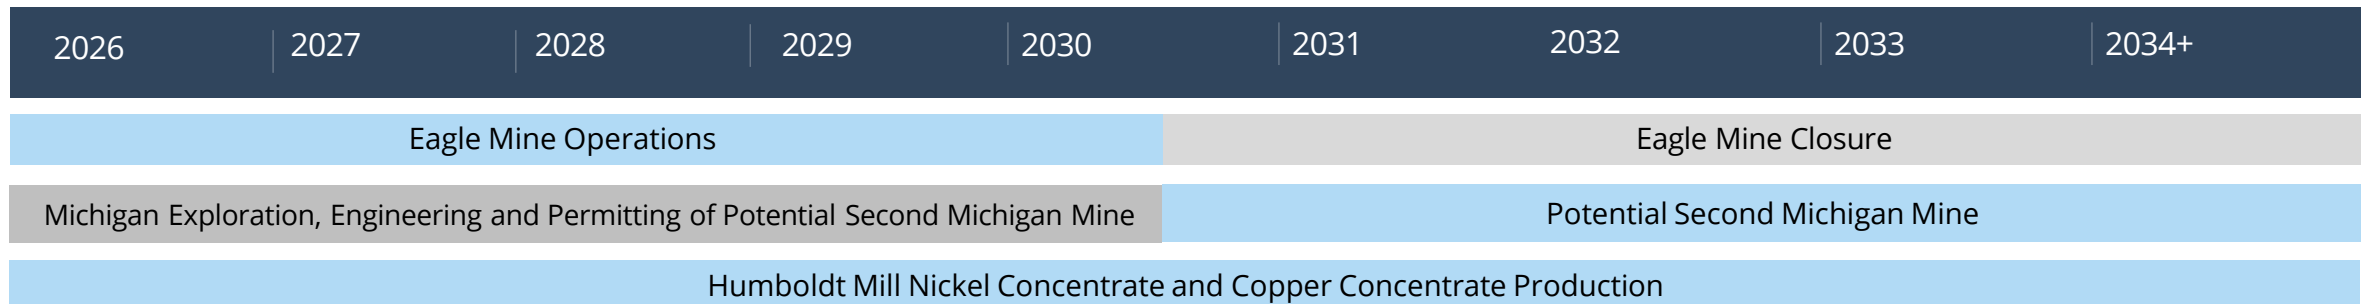 2026 2027 2028 2029 2030 2031 2032 2033 2034+
Eagle Mine Operations Eagle Mine Closure
Michigan Exploration, Engineering and Permitting of Potential Second Michigan Mine Potential Second Michigan Mine
Humboldt Mill Nickel Concentrate and Copper Concentrate Production